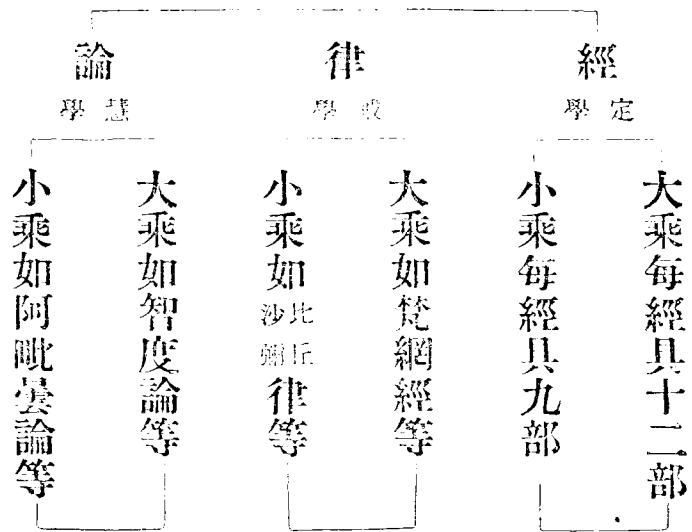 經
定學
大乘每經具十二部
小乘每經具九部
律
戒學
大乘如梵網經等
小乘如比丘沙彌律等
論
慧學
大乘如智度論等
小乘如阿毗曇論等